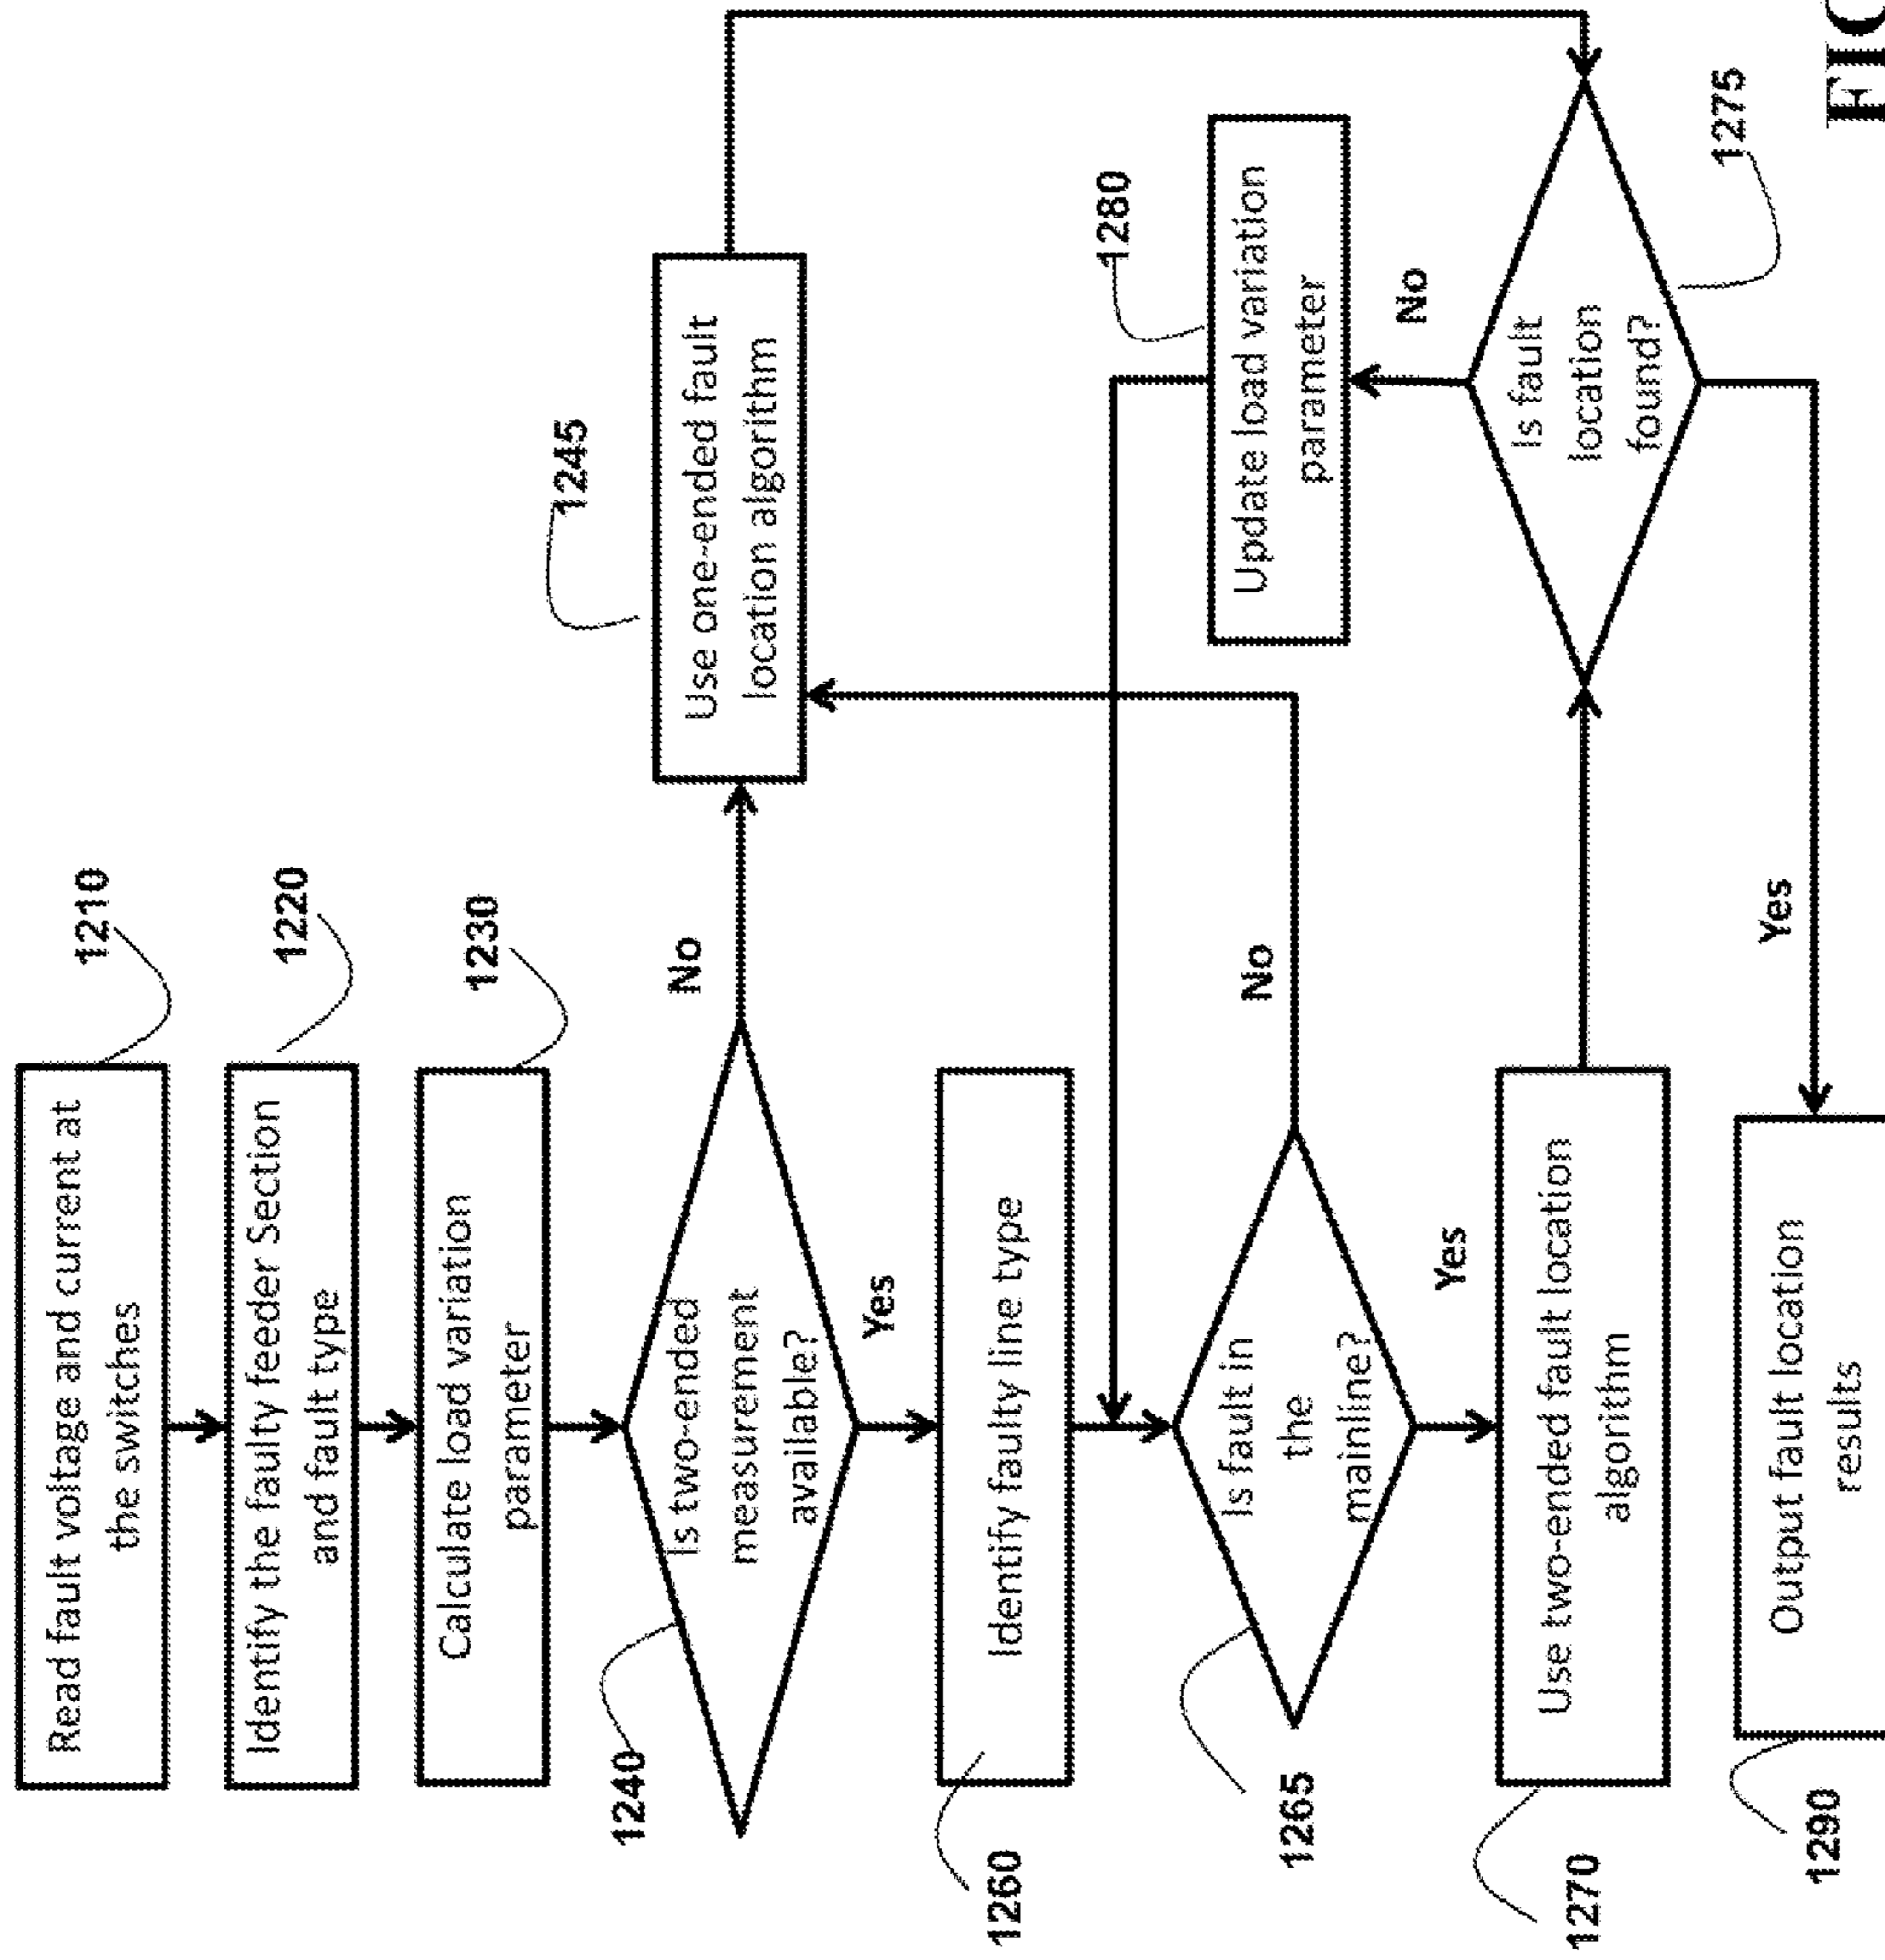 Read fault voltage and current at
the switches
1210
Identify the faulty feeder Section
and fault type
1220
Calculate load variation
parameter
1230
Is two-ended
measurement
available?
1240
No
Yes
Use one-ended fault
location algorithm
1245
Identify faulty line type
1260
Is fault in
the
mainline?
1265
No
Yes
Use two-ended fault location
algorithm
1270
Update load variation
parameter
1280
No
Is fault
location
found?
1275
Yes
Output fault location
results
1290